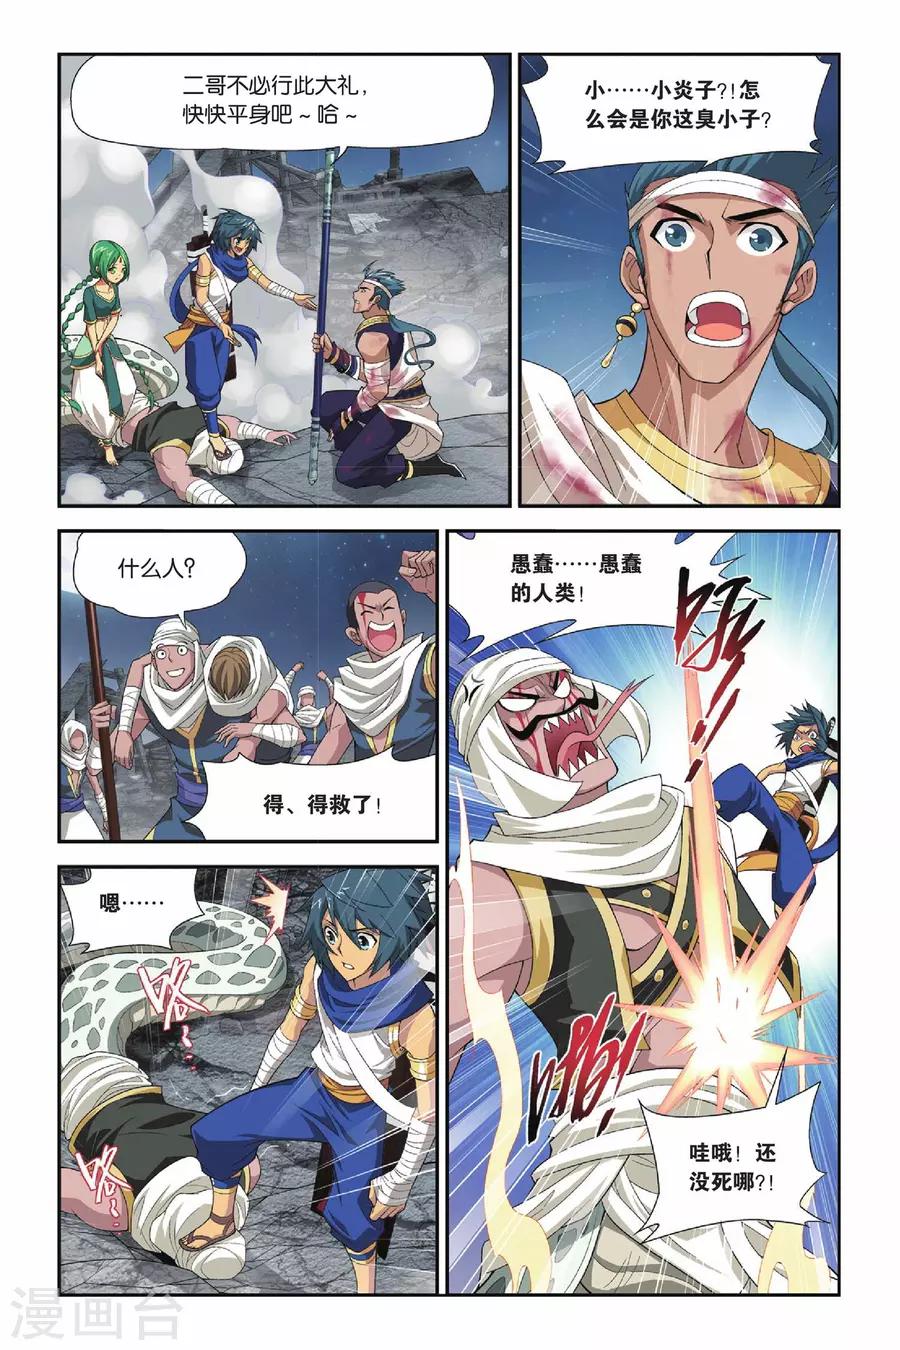 二哥不必行此大礼，
快快平身吧～哈～
小……小炎子?!怎
么会是你这臭小子?
什么人?
得、得救了!
愚蠢……愚蠢
的人类!
嗯……
咯
咯
哇哦! 还
没死哪?!
漫画台